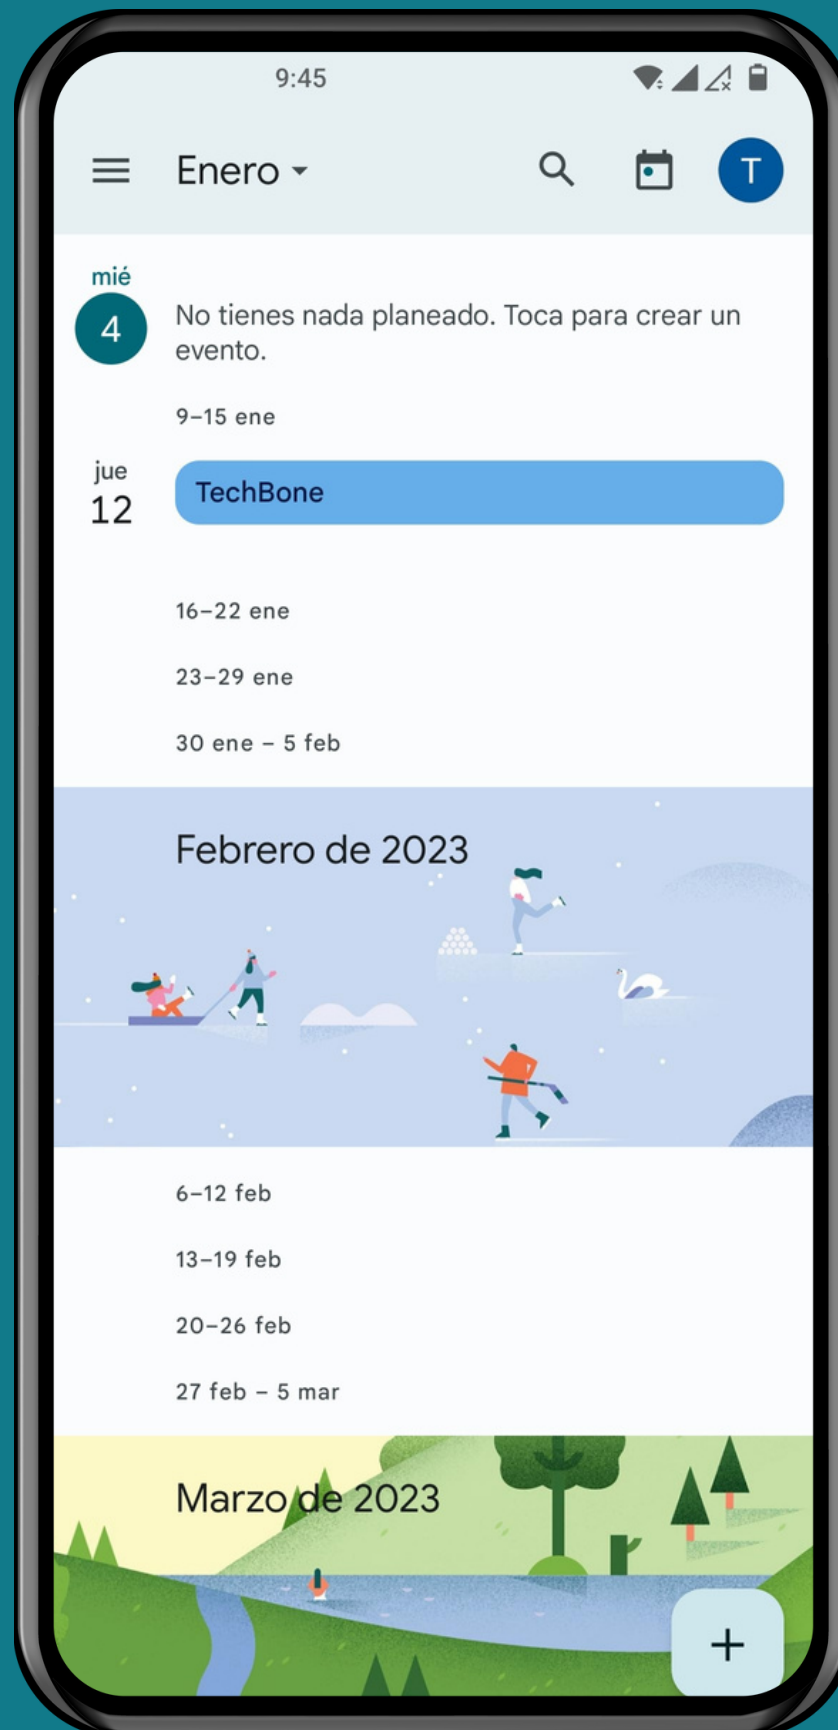 9:45
Enero
T
mié
4
No tienes nada planeado. Toca para crear un
evento.
9–15 ene
jue
12
TechBone
16–22 ene
23–29 ene
30 ene – 5 feb
Febrero de 2023
6–12 feb
13–19 feb
20–26 feb
27 feb – 5 mar
Marzo de 2023
+